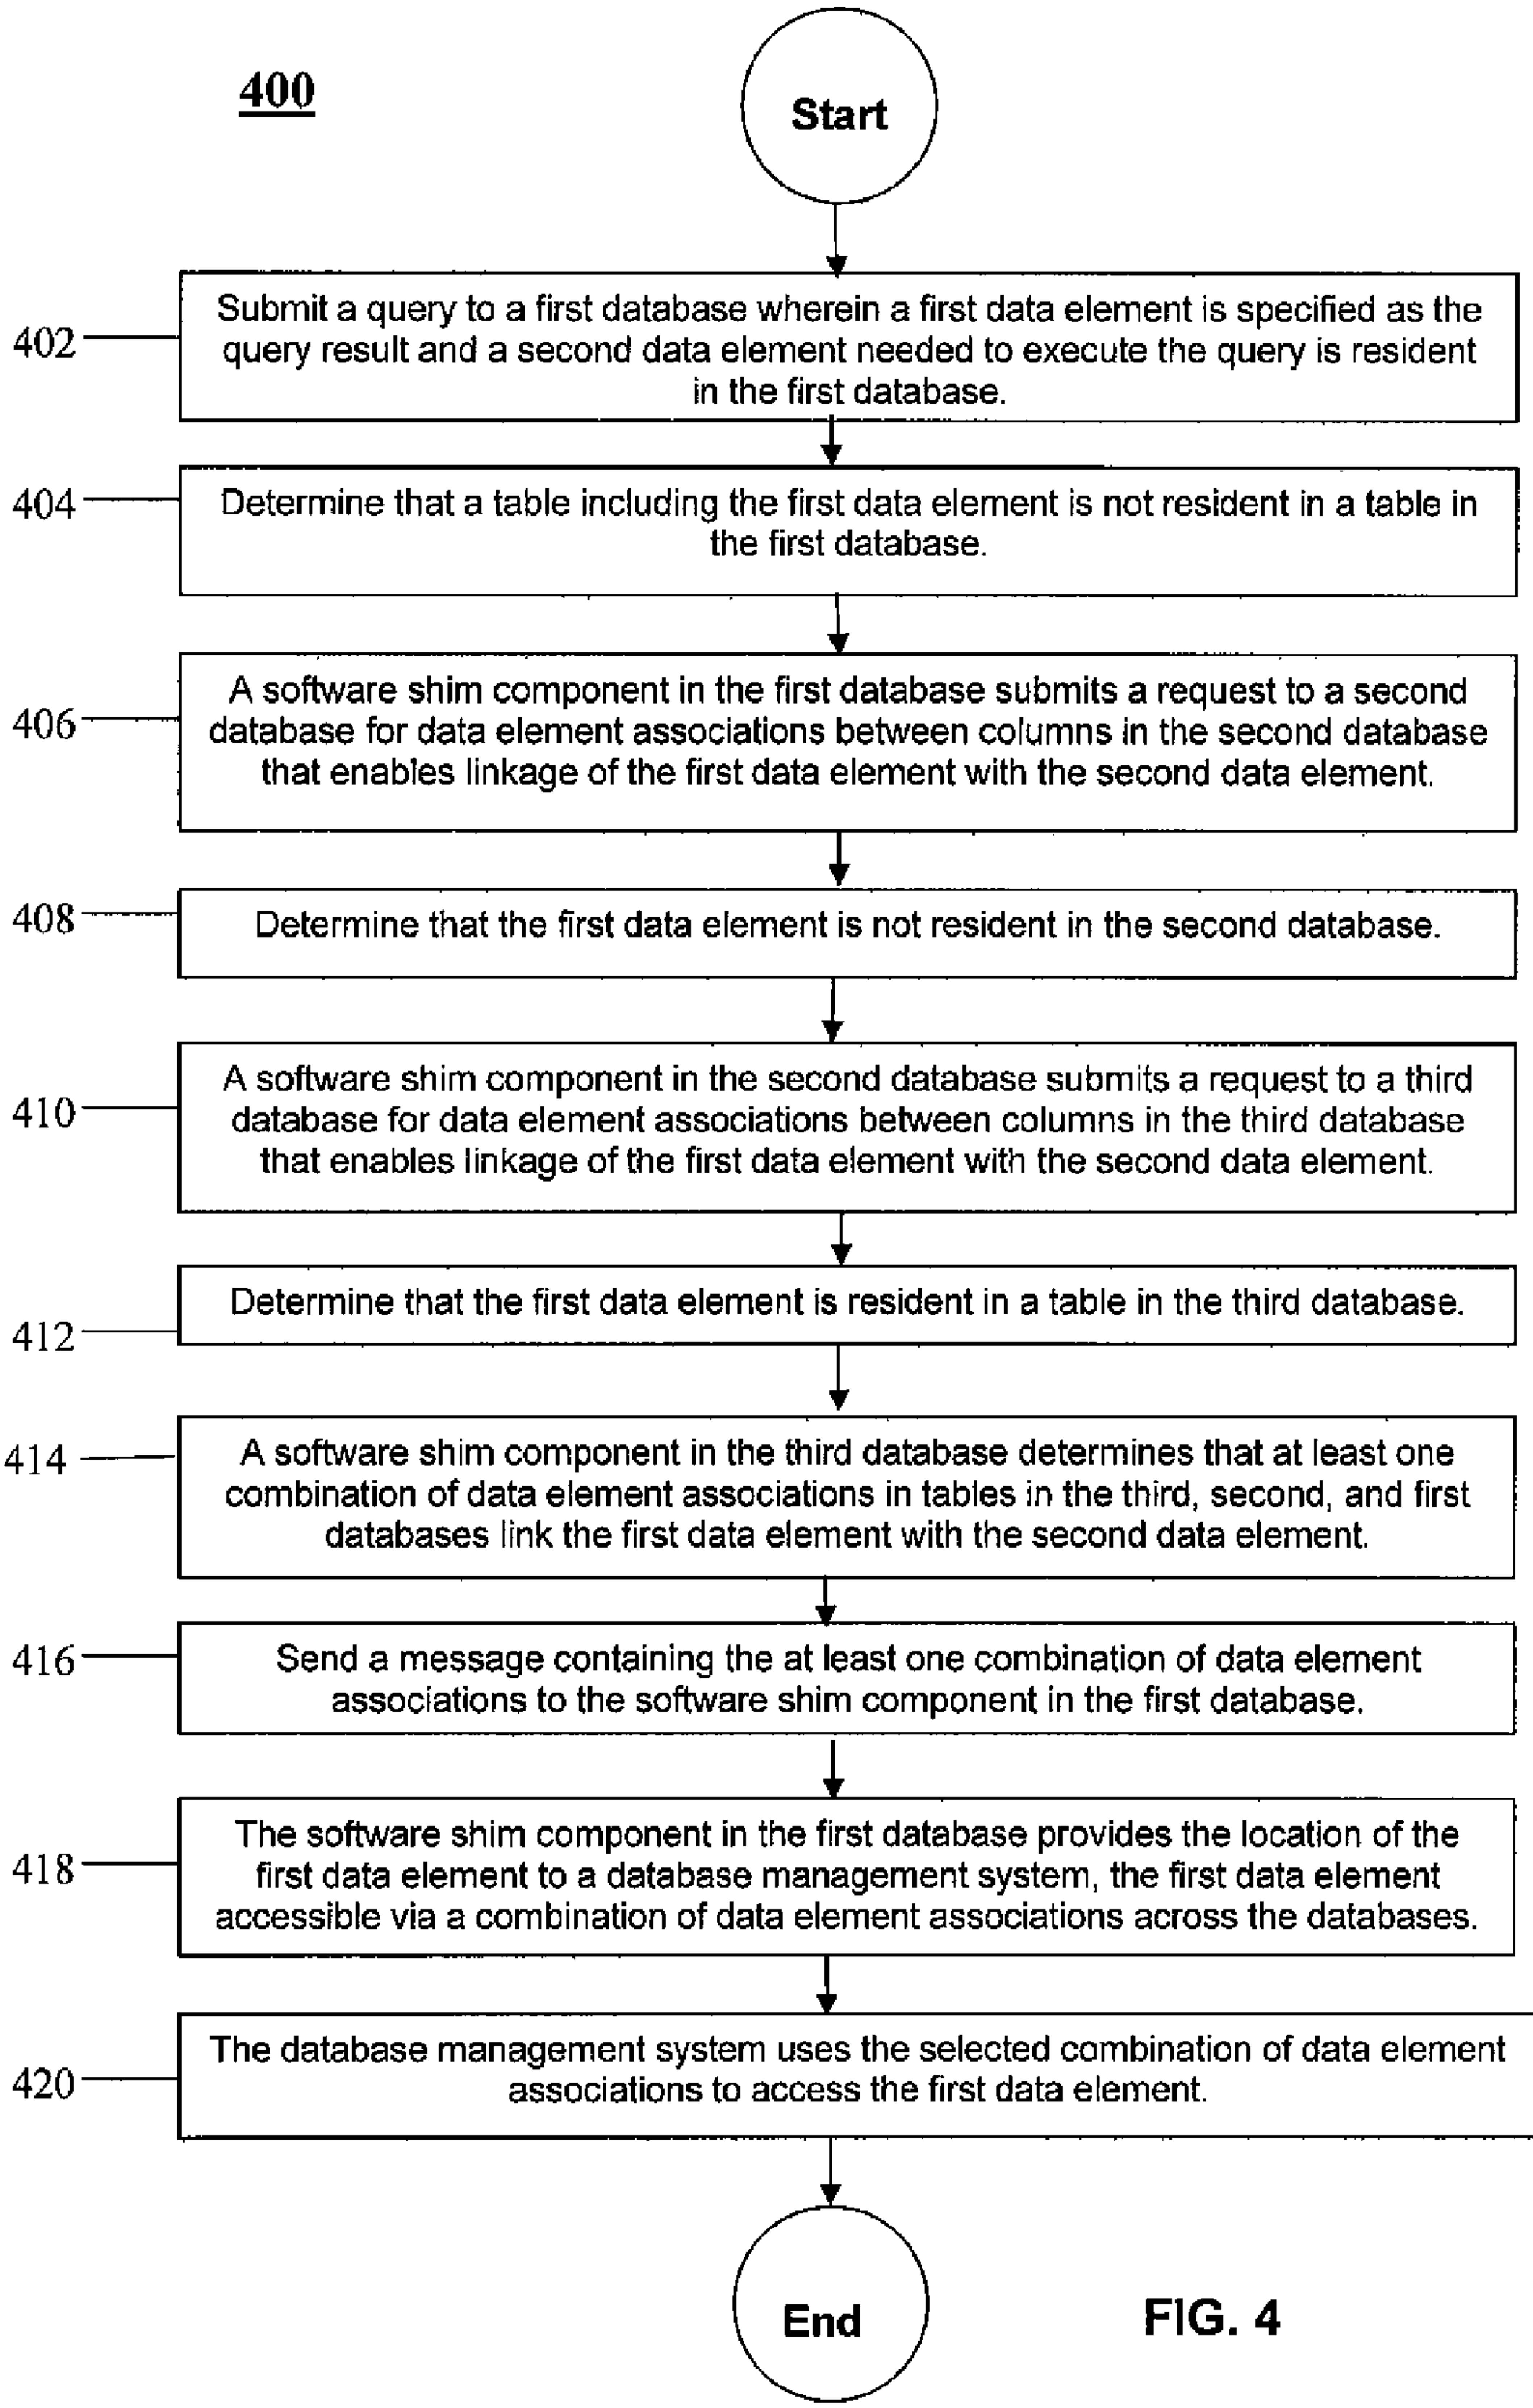 400
Start
402
Submit a query to a first database wherein a first data element is specified as the
query result and a second data element needed to execute the query is resident
in the first database.
404
Determine that a table including the first data element is not resident in a table in
the first database.
406
A software shim component in the first database submits a request to a second
database for data element associations between columns in the second database
that enables linkage of the first data element with the second data element.
408
Determine that the first data element is not resident in the second database.
410
A software shim component in the second database submits a request to a third
database for data element associations between columns in the third database
that enables linkage of the first data element with the second data element.
412
Determine that the first data element is resident in a table in the third database.
414
A software shim component in the third database determines that at least one
combination of data element associations in tables in the third, second, and first
databases link the first data element with the second data element.
416
Send a message containing the at least one combination of data element
associations to the software shim component in the first database.
418
The software shim component in the first database provides the location of the
first data element to a database management system, the first data element
accessible via a combination of data element associations across the databases.
420
The database management system uses the selected combination of data element
associations to access the first data element.
End
FIG. 4